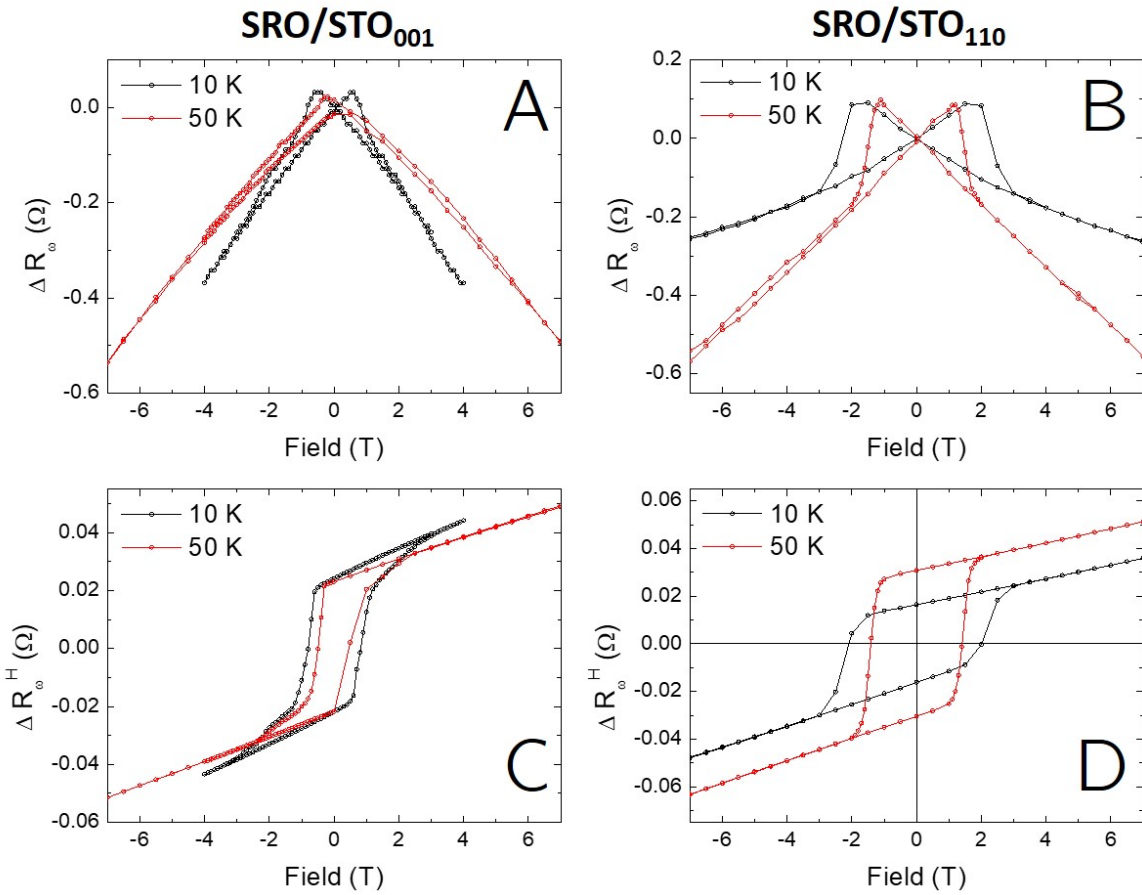 SRO/STO001
SRO/STO110
10 K
50 K
A
0.0
-0.2
-0.4
-0.6
Δ Rω (Ω)
-6 -4 -2 0 2 4 6
Field (T)
10 K
50 K
B
0.2
0.0
-0.2
-0.4
-0.6
Δ Rω (Ω)
-6 -4 -2 0 2 4 6
Field (T)
10 K
50 K
C
0.04
0.02
0.00
-0.02
-0.04
-0.06
Δ RωH (Ω)
-6 -4 -2 0 2 4 6
Field (T)
10 K
50 K
D
0.06
0.04
0.02
0.00
-0.02
-0.04
-0.06
Δ RωH (Ω)
-6 -4 -2 0 2 4 6
Field (T)